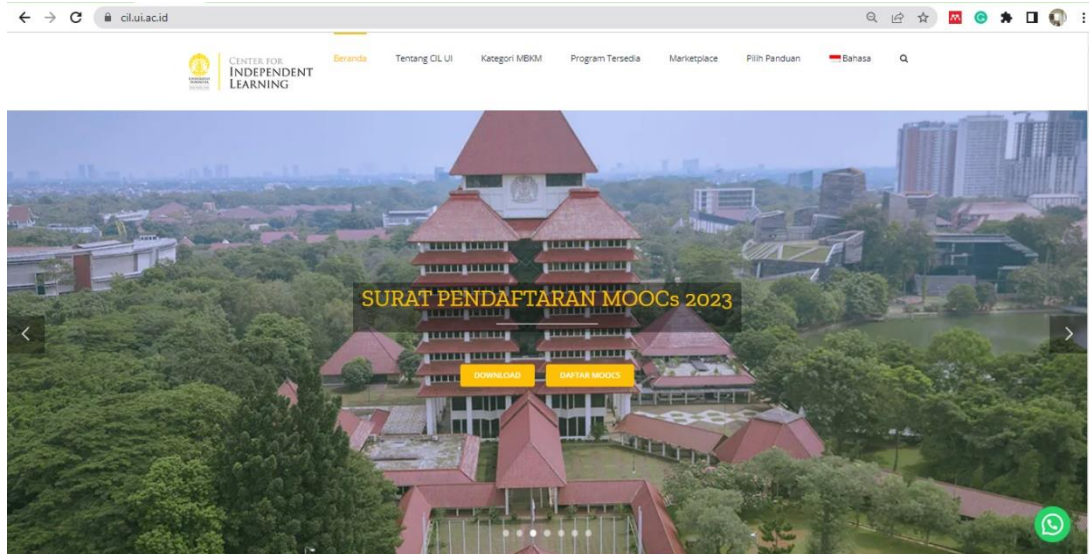 cil.ui.ac.id
CENTER FOR
INDEPENDENT
LEARNING
Beranda
Tentang CIL UI
Kategori MBKM
Program Tersedia
Marketplace
Pilih Panduan
Bahasa
SURAT PENDAFTARAN MOOCs 2023
DOWNLOAD
DAFTAR MOOCS